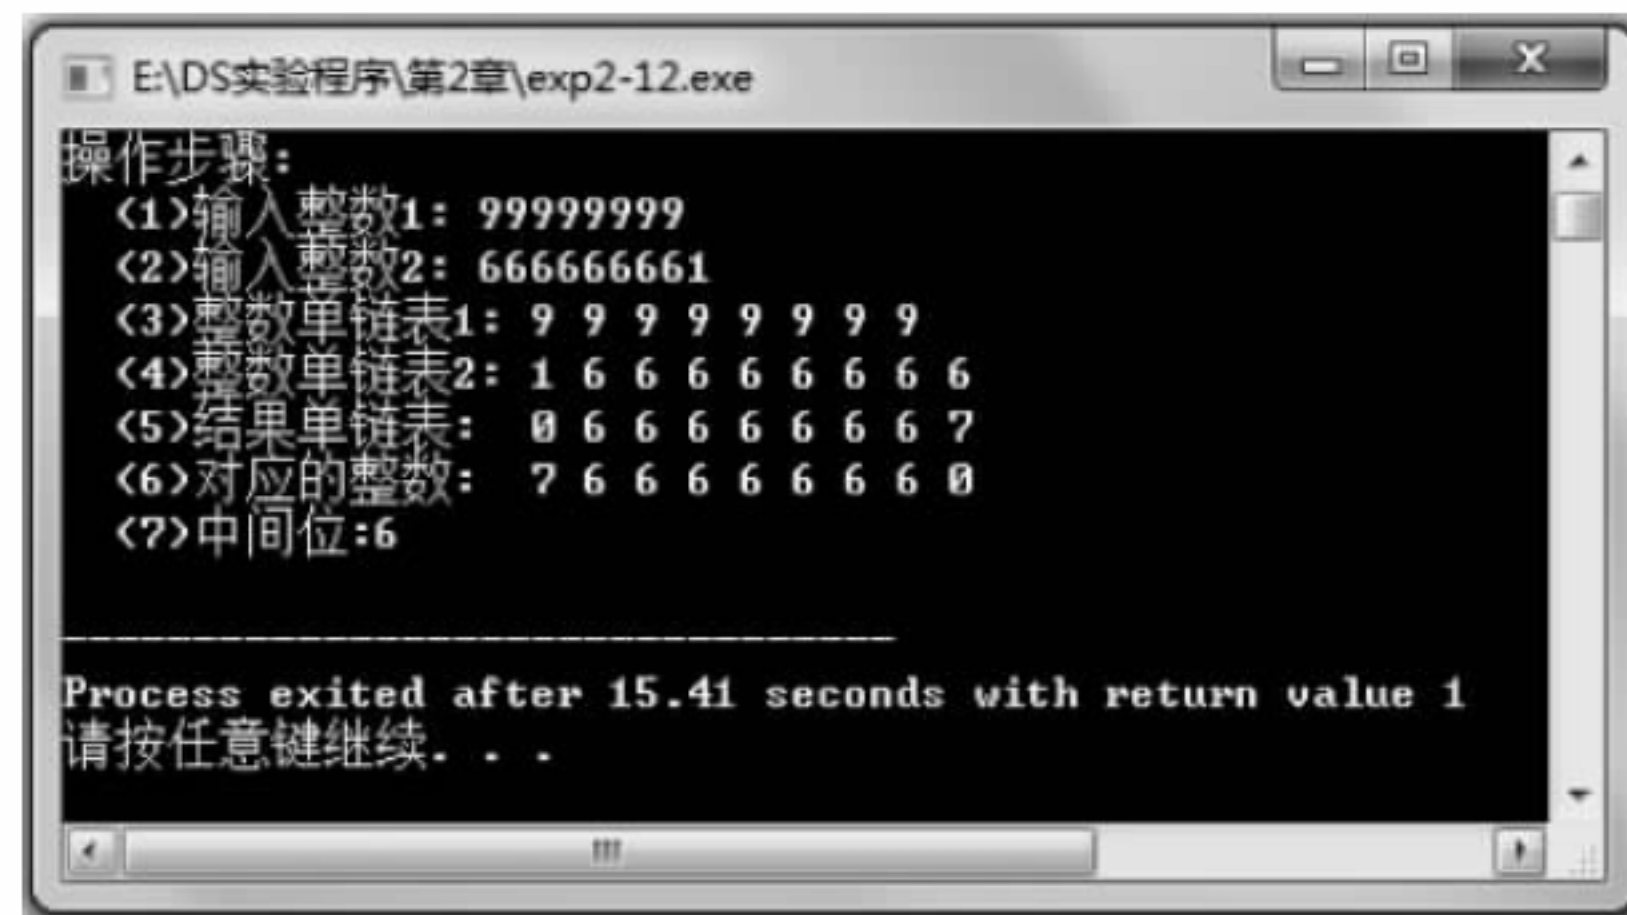 E:\DS实验程序\第2章\exp2-12.exe
操作步骤:
(1)输入整数1: 99999999
(2)输入整数2: 666666661
(3)整数单链表1: 9 9 9 9 9 9 9 9
(4)整数单链表2: 1 6 6 6 6 6 6 6 6
(5)结果单链表: 0 6 6 6 6 6 6 6 7
(6)对应的整数: 7 6 6 6 6 6 6 6 0
(7)中间位:6
--------------------------------
Process exited after 15.41 seconds with return value 1
请按任意键继续. . .